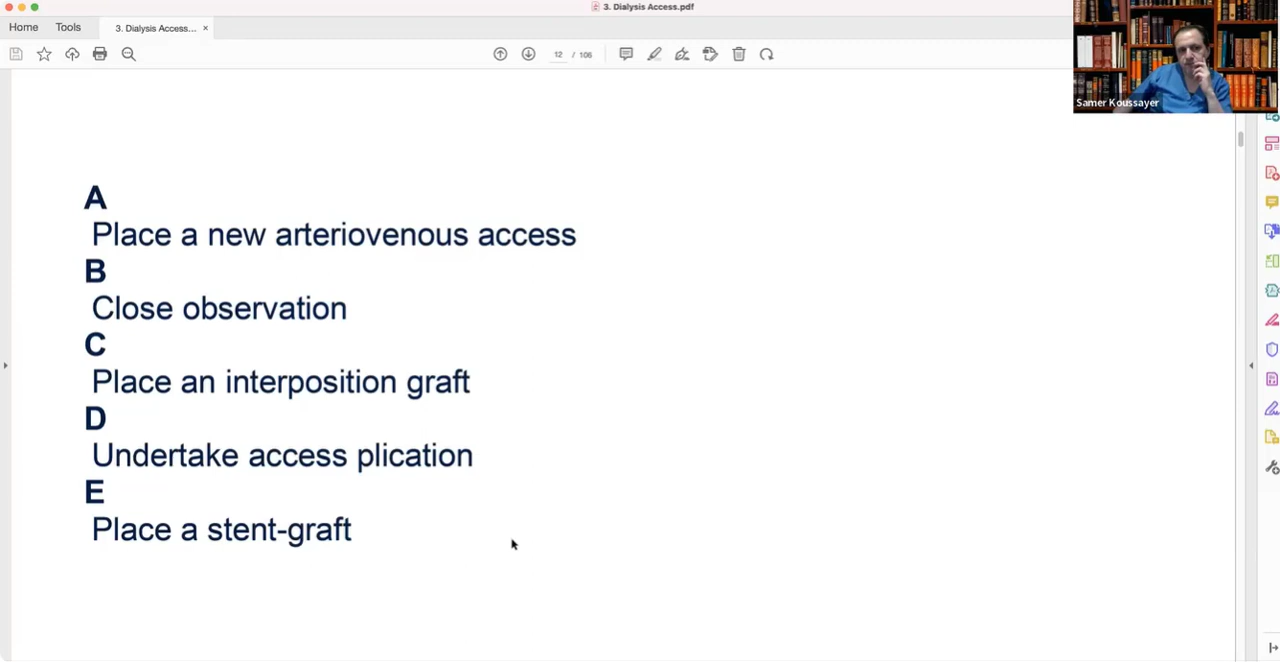 3. Dialysis Access.pdf
Home Tools 3. Dialysis Access... ×
12 / 106
Samer Koussayer
A
Place a new arteriovenous access
B
Close observation
C
Place an interposition graft
D
Undertake access plication
E
Place a stent-graft